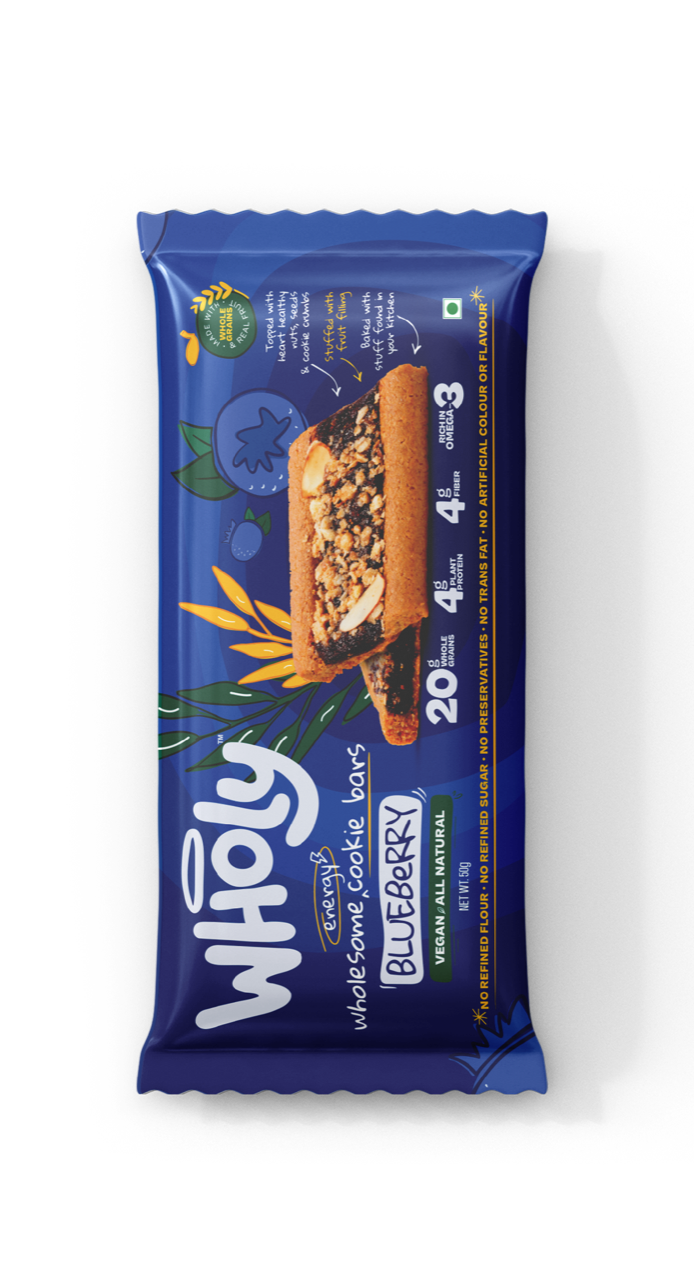 WHOLY™
energy
wholesome cookie bars
BLUEBERRY
VEGAN ALL NATURAL
NET WT. 50g
MADE WITH
WHOLE
GRAINS
& REAL FRUIT
Topped with
heart healthy
nuts, seeds
& cookie crumbs
stuffed with
fruit filling
Baked with
stuff found in
your kitchen
20g WHOLE
GRAINS
4g PLANT
PROTEIN
4g FIBER
RICH IN
OMEGA-3
*NO REFINED FLOUR • NO REFINED SUGAR • NO PRESERVATIVES • NO TRANS FAT • NO ARTIFICIAL COLOUR OR FLAVOUR*